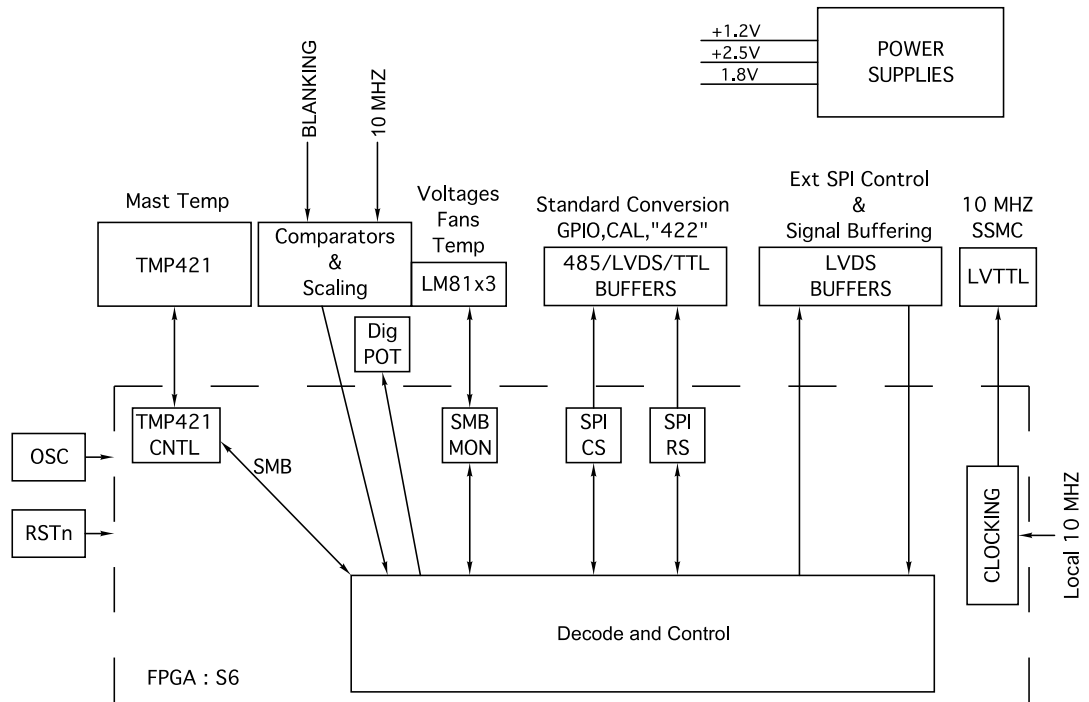 +1.2V
+2.5V
1.8V
POWER
SUPPLIES
BLANKING
10 MHZ
Mast Temp
TMP421
Comparators
&
Scaling
Voltages
Fans
Temp
LM81x3
Dig
POT
Standard Conversion
GPIO,CAL,"422"
485/LVDS/TTL
BUFFERS
Ext SPI Control
&
Signal Buffering
LVDS
BUFFERS
10 MHZ
SSMC
LVTTL
TMP421
CNTL
SMB
SMB
MON
SPI
CS
SPI
RS
OSC
RSTn
CLOCKING
Local 10 MHZ
Decode and Control
FPGA : S6